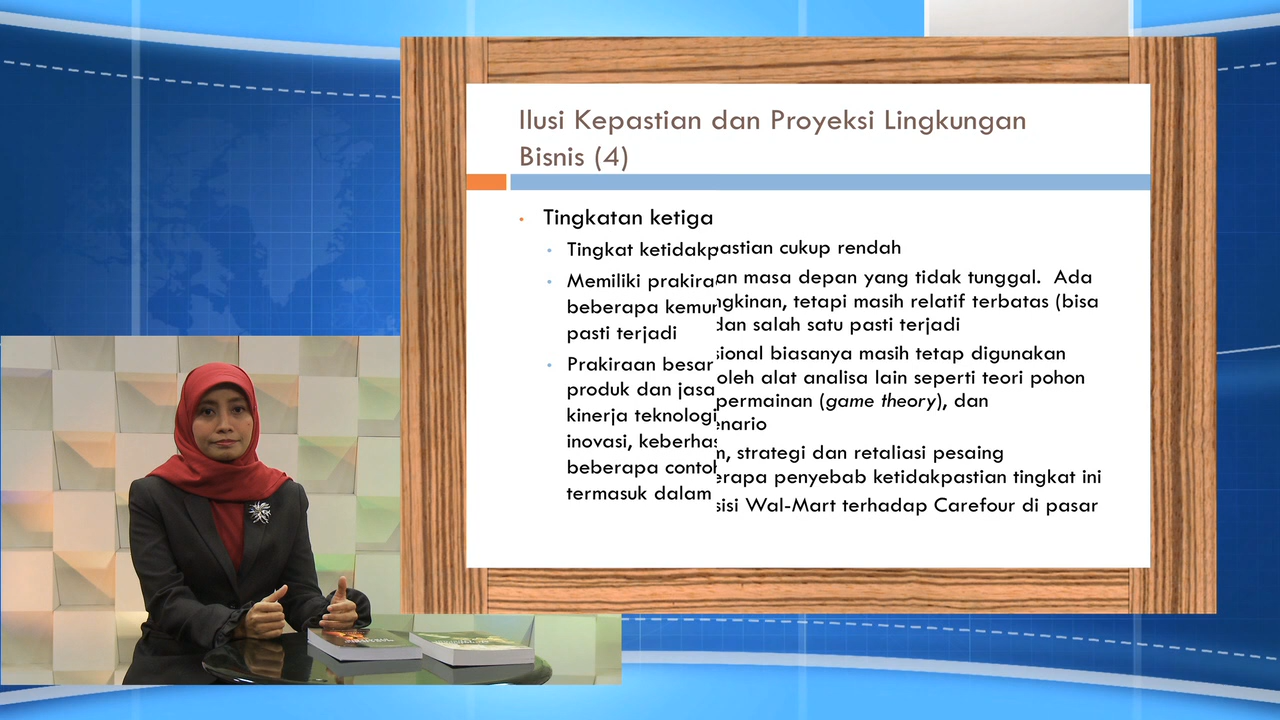 Ilusi Kepastian dan Proyeksi Lingkungan
Bisnis (4)
Tingkatan ketiga
Tingkat ketidakpastian cukup rendah
Memiliki prakiraan masa depan yang tidak tunggal. Ada
beberapa kemungkinan, tetapi masih relatif terbatas (bisa
pasti terjadi dan salah satu pasti terjadi
Prakiraan besar sional biasanya masih tetap digunakan
produk dan jasa oleh alat analisa lain seperti teori pohon
kinerja teknologi permainan (game theory), dan
inovasi, keberhas enario
beberapa contoh n, strategi dan retaliasi pesaing
termasuk dalam erapa penyebab ketidakpastian tingkat ini
sisi Wal-Mart terhadap Carefour di pasar